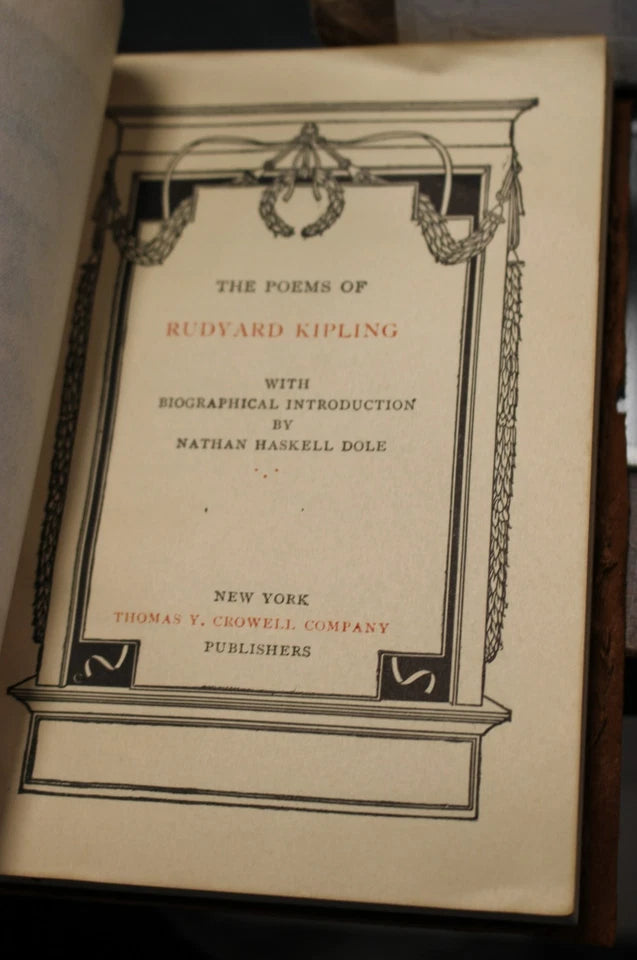 THE POEMS OF
RUDYARD KIPLING
WITH
BIOGRAPHICAL INTRODUCTION
BY
NATHAN HASKELL DOLE
NEW YORK
THOMAS Y. CROWELL COMPANY
PUBLISHERS